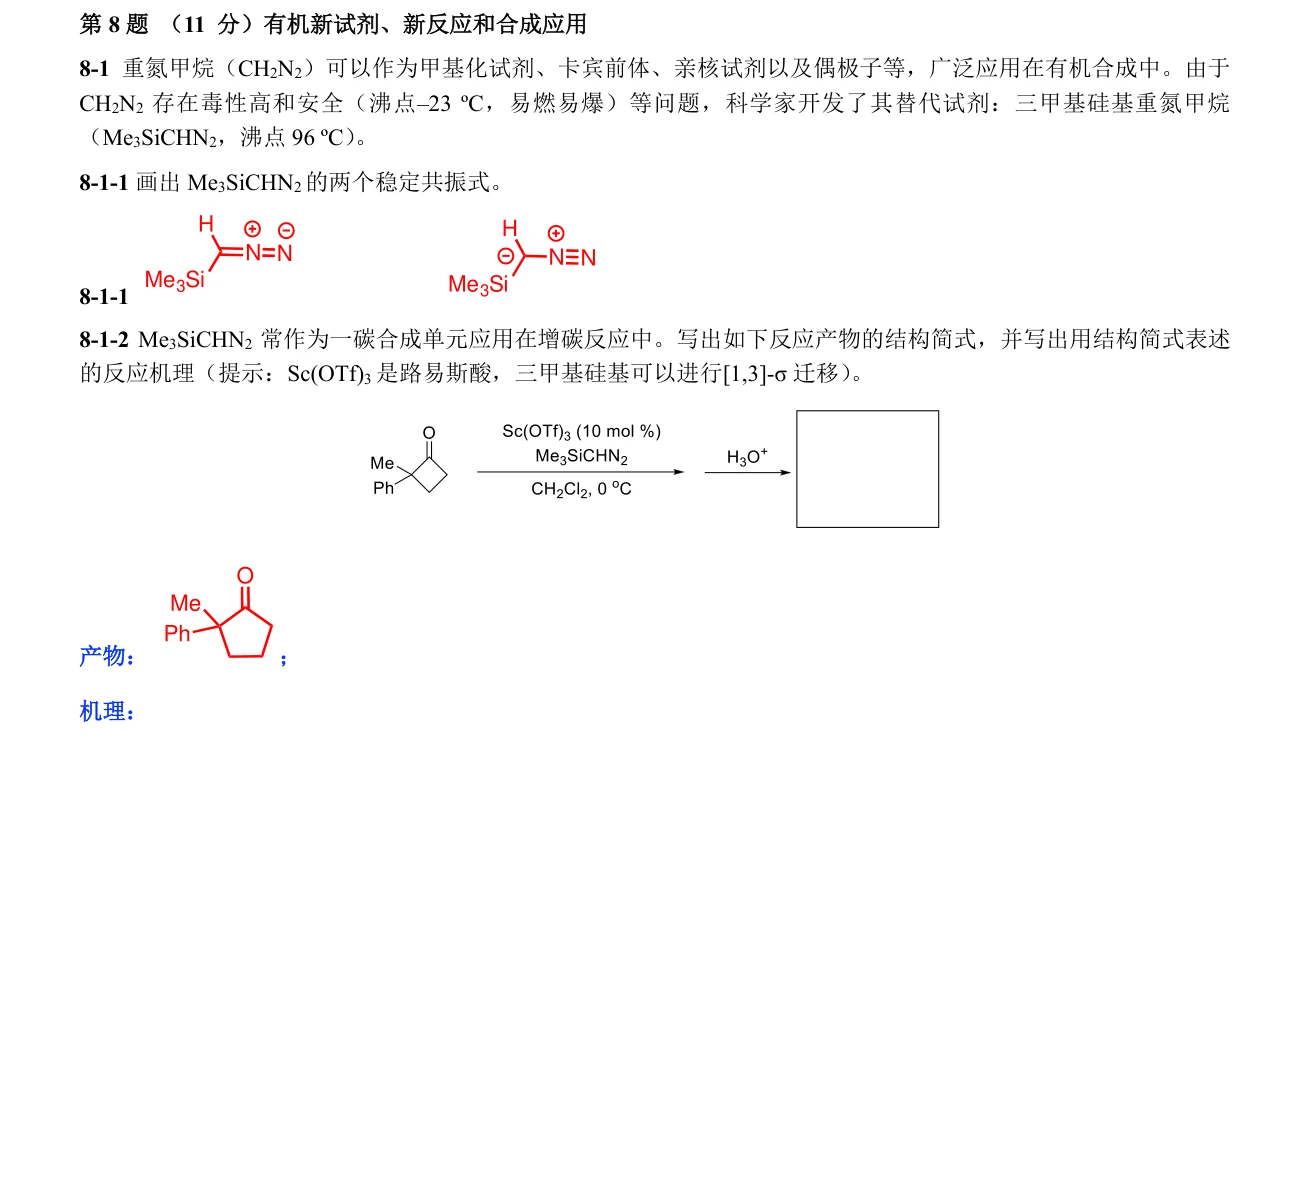 第 8 题 （11 分）有机新试剂、新反应和合成应用
8-1 重氮甲烷（CH2N2）可以作为甲基化试剂、卡宾前体、亲核试剂以及偶极子等，广泛应用在有机合成中。由于
CH2N2 存在毒性高和安全（沸点–23 ºC，易燃易爆）等问题，科学家开发了其替代试剂：三甲基硅基重氮甲烷
（Me3SiCHN2，沸点 96 ºC）。
8-1-1 画出 Me3SiCHN2 的两个稳定共振式。
H ⊕ ⊖
N=N
Me3Si
H ⊕
⊖ N≡N
Me3Si
8-1-1
8-1-2 Me3SiCHN2 常作为一碳合成单元应用在增碳反应中。写出如下反应产物的结构简式，并写出用结构简式表述
的反应机理（提示：Sc(OTf)3 是路易斯酸，三甲基硅基可以进行[1,3]-σ 迁移）。
O
Me
Ph
Sc(OTf)3 (10 mol %)
Me3SiCHN2
CH2Cl2, 0 oC
H3O+
O
Me
Ph
产物： ；
机理：